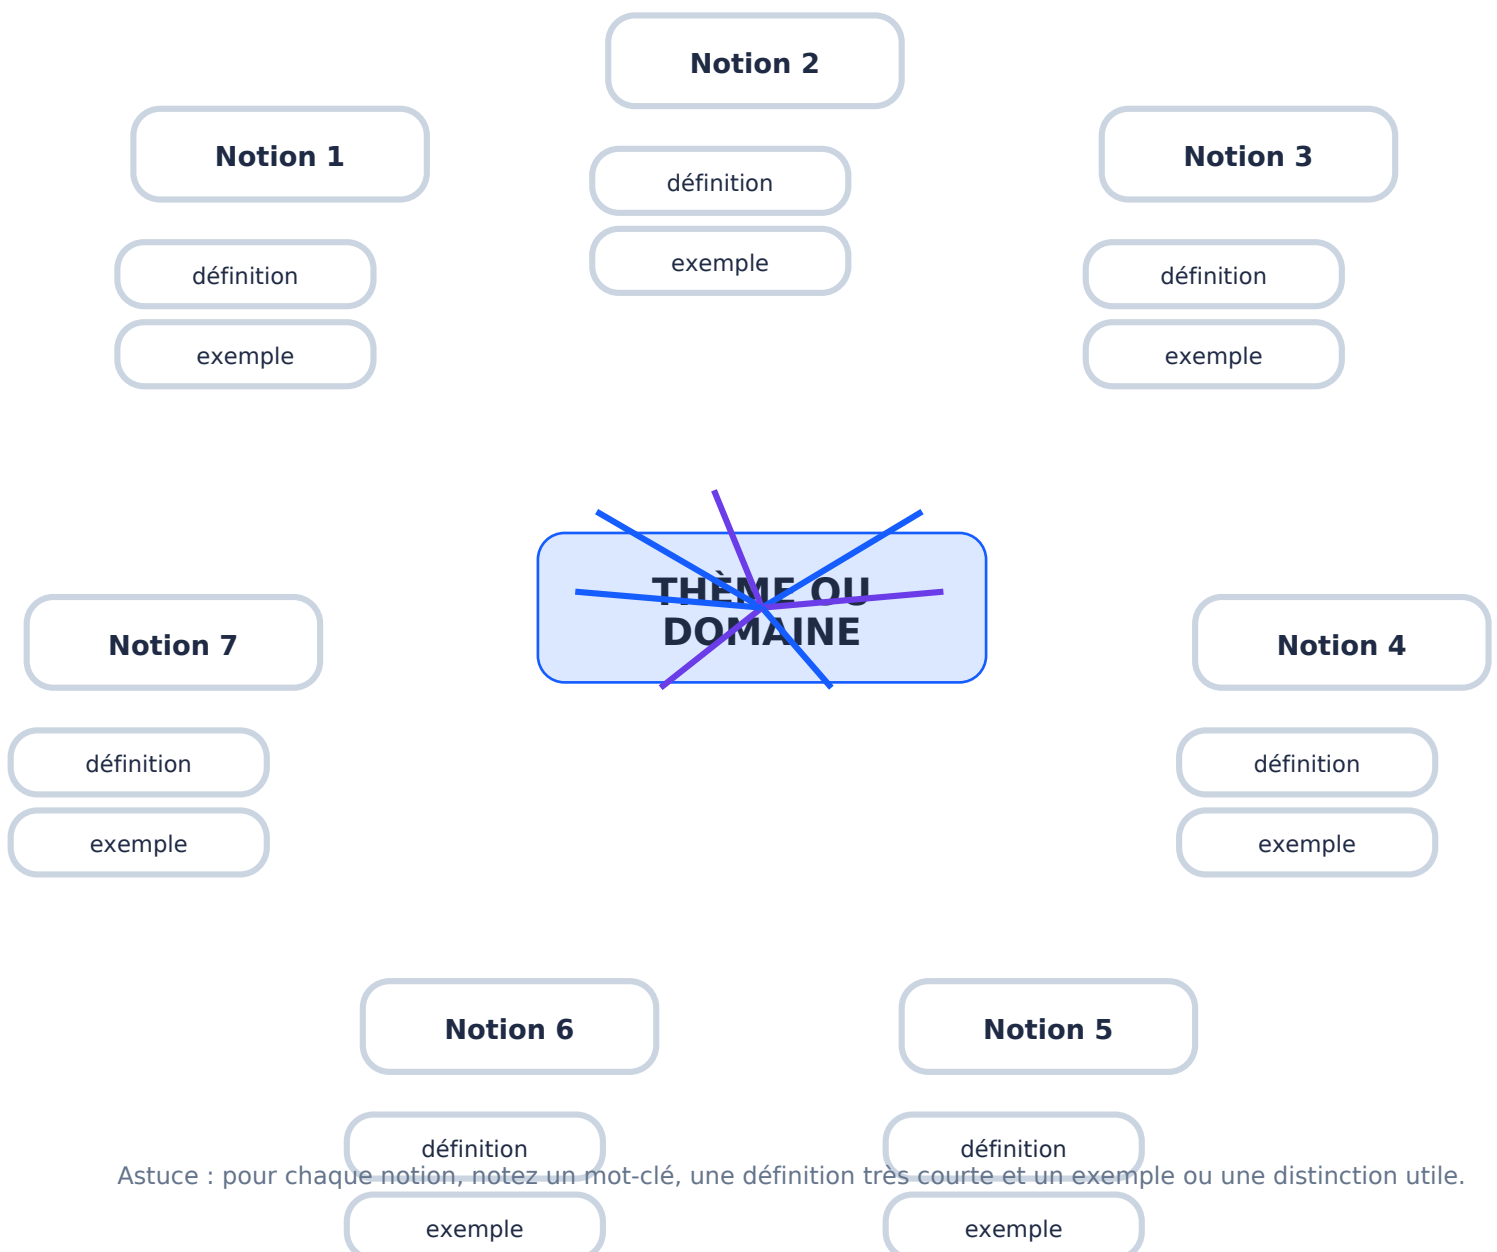 Notion 2
Notion 1
Notion 3
définition
exemple
définition
exemple
définition
exemple
THÈME OU
DOMAINE
Notion 7
Notion 4
définition
exemple
définition
exemple
Notion 6
Notion 5
définition
définition
Astuce : pour chaque notion, notez un mot-clé, une définition très courte et un exemple ou une distinction utile.
exemple
exemple